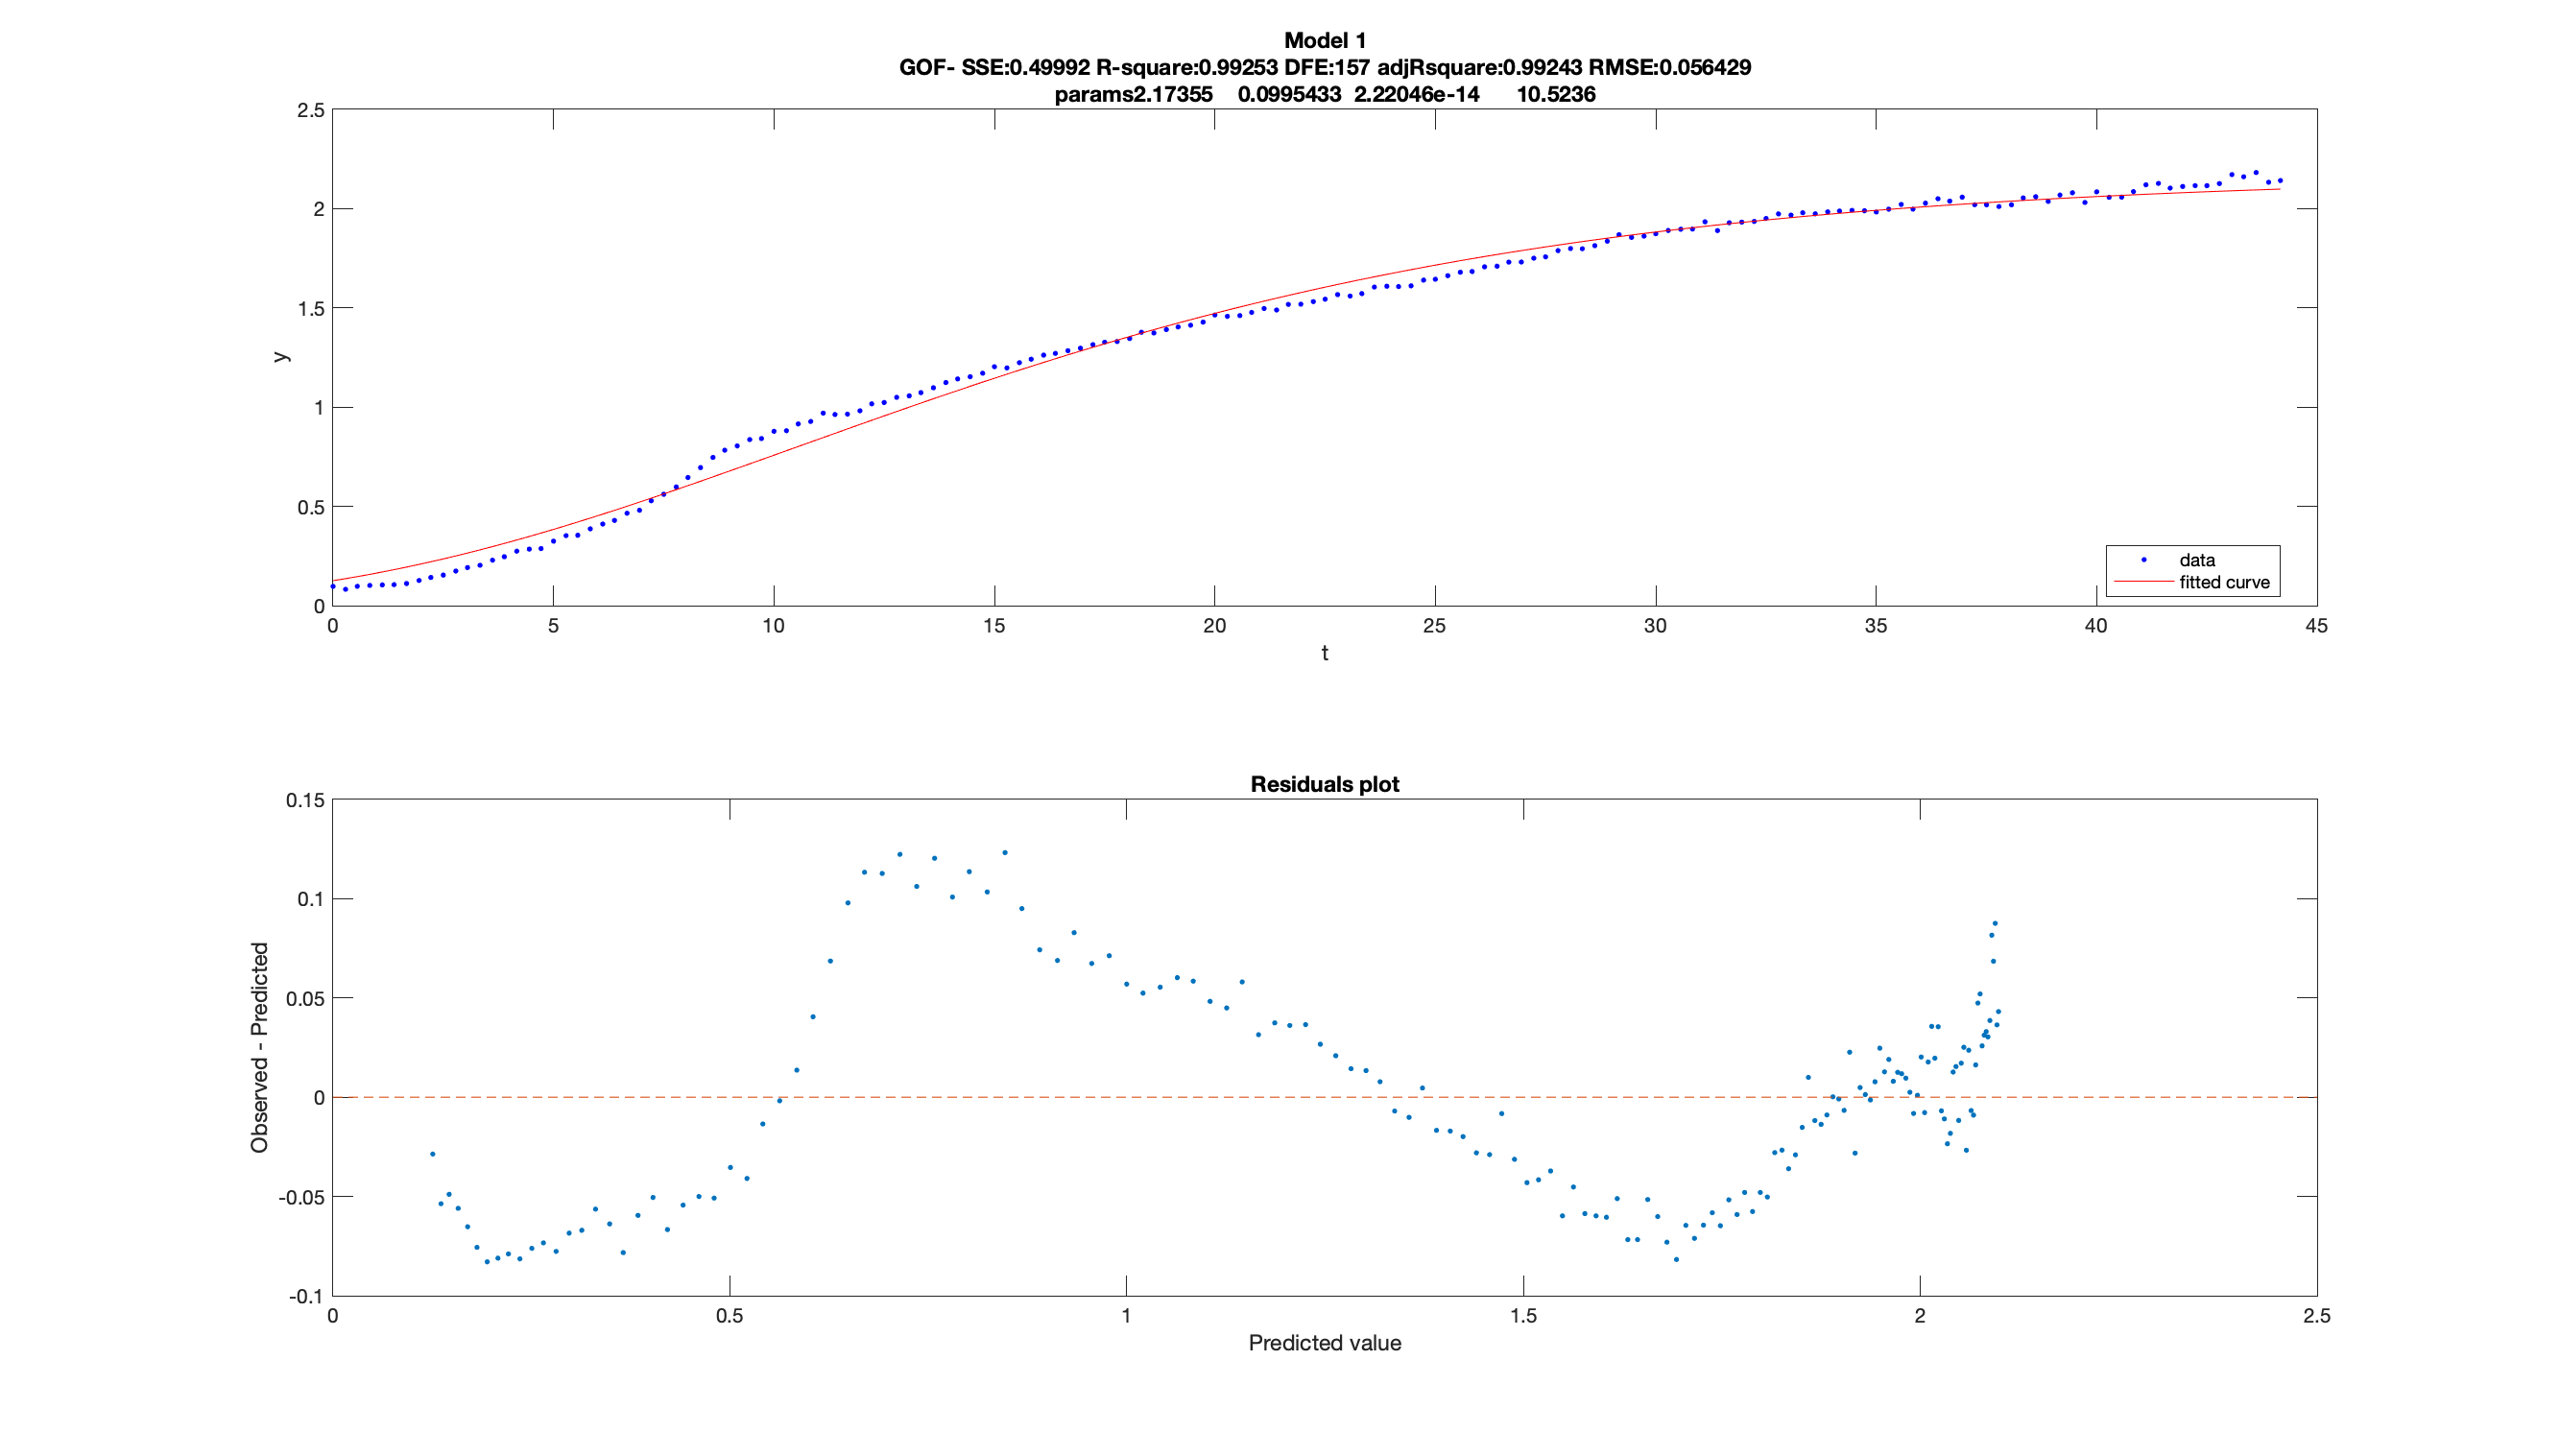 Model 1
GOF- SSE:0.49992 R-square:0.99253 DFE:157 adjRsquare:0.99243 RMSE:0.056429
params2.17355 0.0995433 2.22046e-14 10.5236
2.5
2
1.5
1
0.5
0
y
0 5 10 15 20 25 30 35 40 45
t
data
fitted curve
Residuals plot
0.15
0.1
0.05
0
-0.05
-0.1
Observed - Predicted
0 0.5 1 1.5 2 2.5
Predicted value